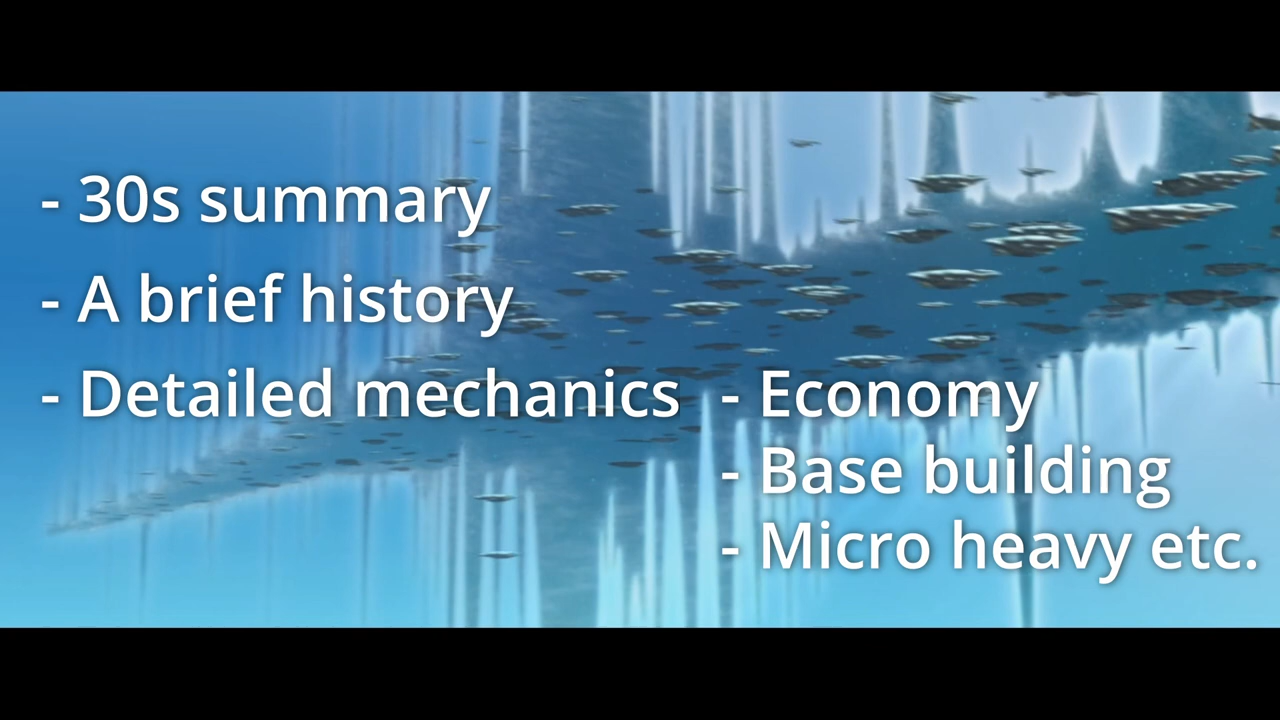 - 30s summary
- A brief history
- Detailed mechanics
- Economy
- Base building
- Micro heavy etc.